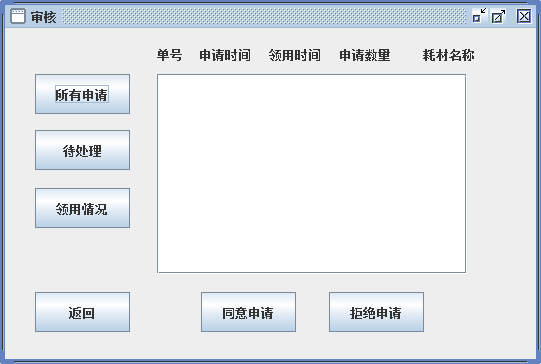 审核
单号 申请时间 领用时间 申请数量 耗材名称
所有申请
待处理
领用情况
返回 同意申请 拒绝申请